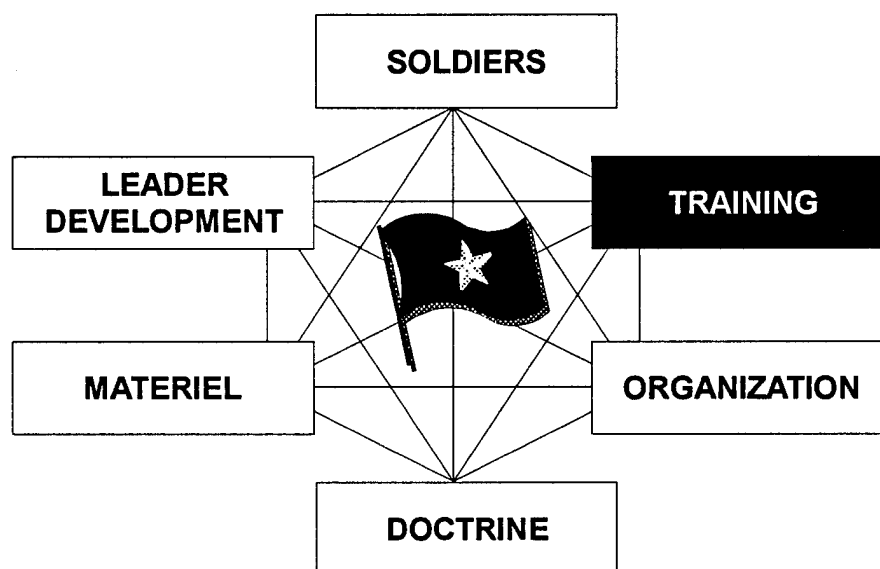 SOLDIERS
LEADER
DEVELOPMENT
TRAINING
MATERIEL
ORGANIZATION
DOCTRINE